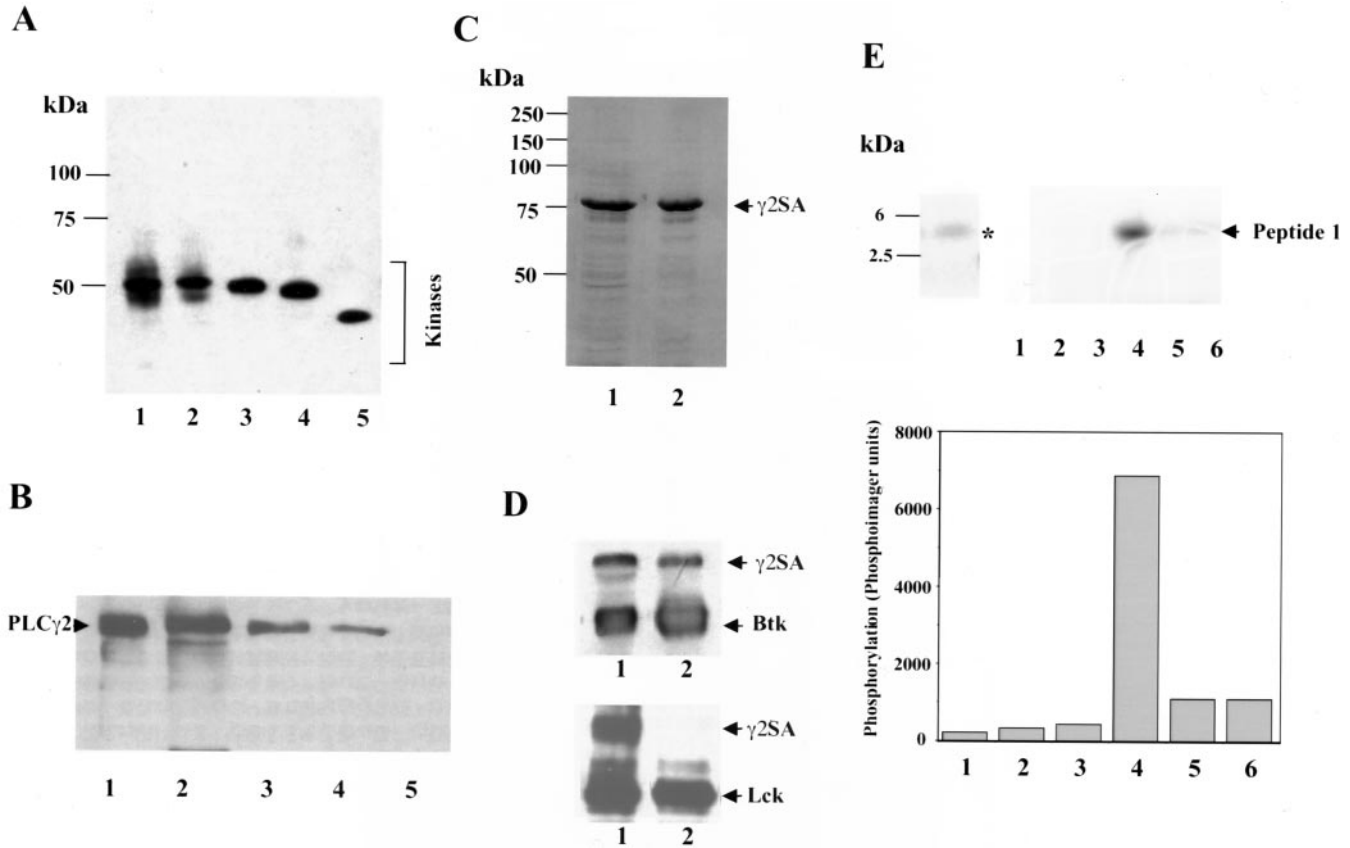 A
kDa
100
75
50
Kinases
1 2 3 4 5
B
PLCγ2
1 2 3 4 5
C
kDa
250
150
100
75
50
γ2SA
1 2
D
γ2SA
Btk
1 2
γ2SA
Lck
1 2
E
kDa
6
2.5
*
Peptide 1
1 2 3 4 5 6
Phosphorylation (Phosphoimager units)
8000
6000
4000
2000
0
1 2 3 4 5 6